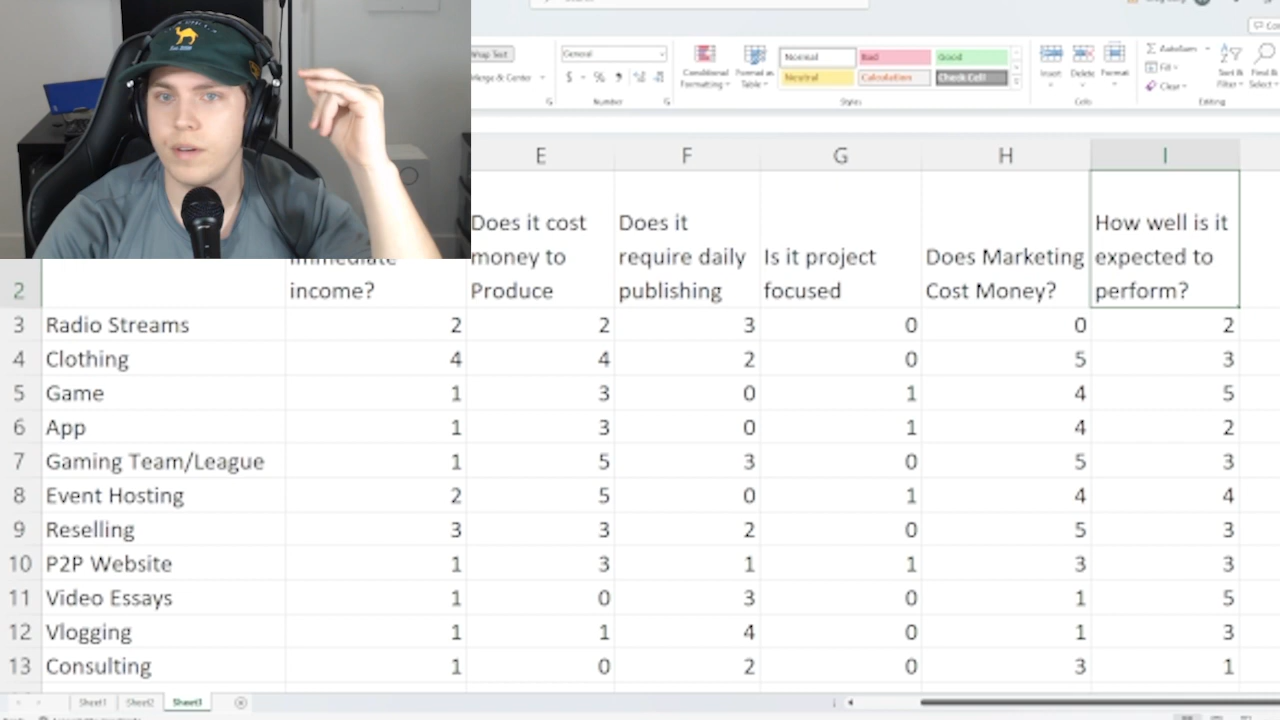 Wrap Text
General
Merge & Center
$ % ,
Conditional
Formatting
Format as
Table
Normal
Bad
Good
Neutral
Calculation
Check Cell
Insert
Delete
Format
AutoSum
Fill
Clear
Sort &
Filter
Find &
Select
Number
Styles
Cells
Editing
E F G H I
Does it cost
money to
Produce
Does it
require daily
publishing
Is it project
focused
Does Marketing
Cost Money?
How well is it
expected to
perform?
immediate
income?
2
3 Radio Streams 2 2 3 0 0 2
4 Clothing 4 4 2 0 5 3
5 Game 1 3 0 1 4 5
6 App 1 3 0 1 4 2
7 Gaming Team/League 1 5 3 0 5 3
8 Event Hosting 2 5 0 1 4 4
9 Reselling 3 3 2 0 5 3
10 P2P Website 1 3 1 1 3 3
11 Video Essays 1 0 3 0 1 5
12 Vlogging 1 1 4 0 1 3
13 Consulting 1 0 2 0 3 1
Sheet1 Sheet2 Sheet3